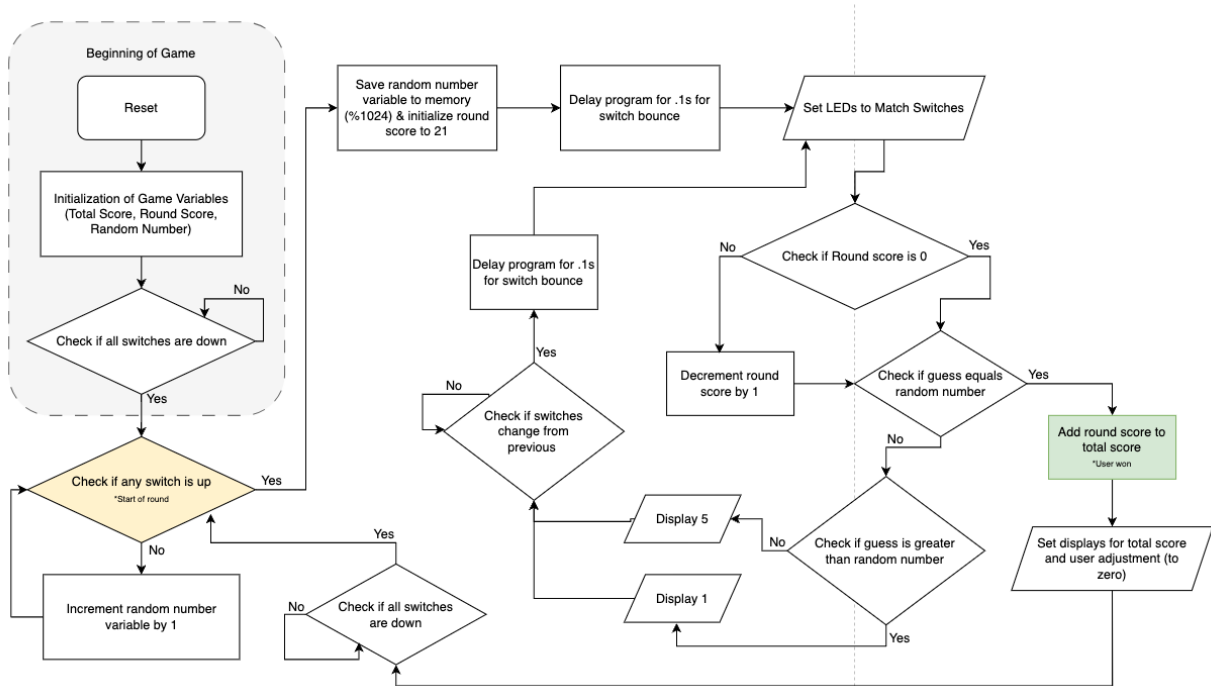 Beginning of Game
Reset
Initialization of Game Variables
(Total Score, Round Score,
Random Number)
No
Check if all switches are down
Yes
Check if any switch is up
*Start of round
Yes
No
Increment random number
variable by 1
Save random number
variable to memory
(%1024) & initialize round
score to 21
Delay program for .1s for
switch bounce
Set LEDs to Match Switches
No
Check if Round score is 0
Yes
Decrement round
score by 1
Check if guess equals
random number
Yes
No
Add round score to
total score
*User won
Set displays for total score
and user adjustment (to
zero)
Check if guess is greater
than random number
No
Yes
Display 5
Display 1
Delay program for .1s
for switch bounce
Yes
No
Check if switches
change from
previous
Yes
No
Check if all switches
are down